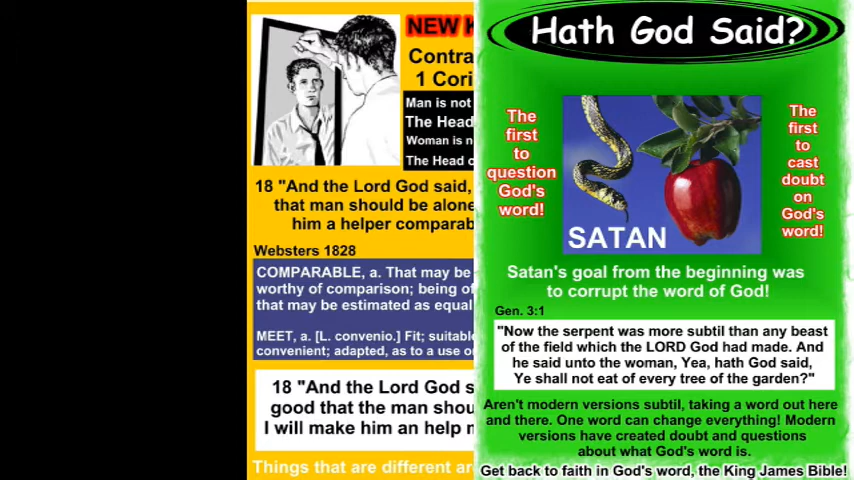 NEW
Contra
1 Cori
Man is not
The Head
Woman is n
The Head o
18 "And the Lord God said,
that man should be alone
him a helper comparab
Websters 1828
COMPARABLE, a. That may be
worthy of comparison; being of
that may be estimated as equal
MEET, a. [L. convenio.] Fit; suitable
convenient; adapted, as to a use o
18 "And the Lord God s
good that the man shou
I will make him an help m
Things that are different are
Hath God Said?
The
first
to
question
God's
word!
SATAN
The
first
to
cast
doubt
on
God's
word!
Satan's goal from the beginning was
to corrupt the word of God!
Gen. 3:1
"Now the serpent was more subtil than any beast
of the field which the LORD God had made. And
he said unto the woman, Yea, hath God said,
Ye shall not eat of every tree of the garden?"
Aren't modern versions subtil, taking a word out here
and there. One word can change everything! Modern
versions have created doubt and questions
about what God's word is.
Get back to faith in God's word, the King James Bible!